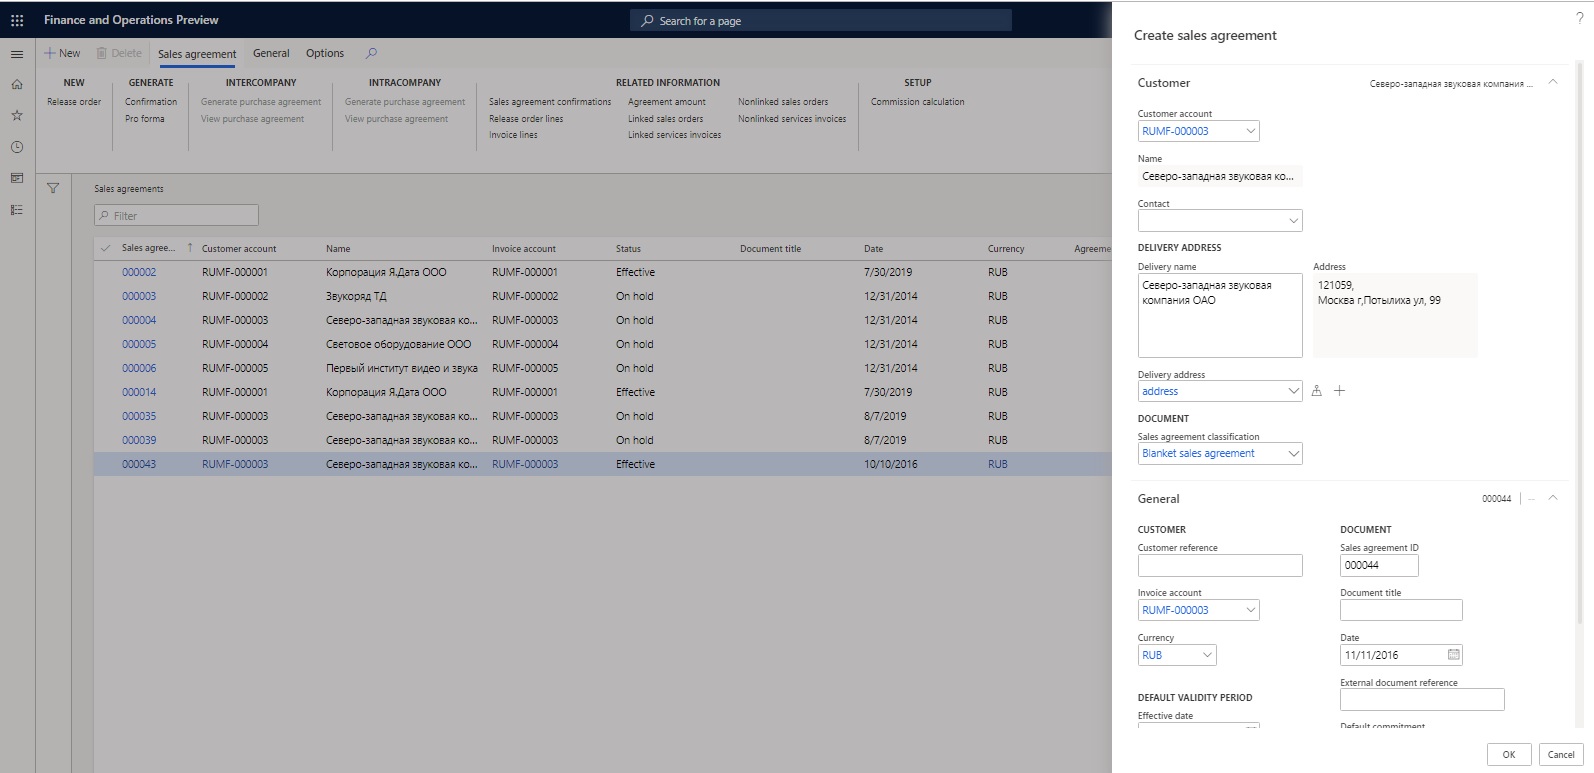 Finance and Operations Preview
Search for a page
?
New
Delete
Sales agreement
General
Options
NEW
Release order
GENERATE
Confirmation
Pro forma
INTERCOMPANY
Generate purchase agreement
View purchase agreement
INTRACOMPANY
Generate purchase agreement
View purchase agreement
RELATED INFORMATION
Sales agreement confirmations
Release order lines
Invoice lines
Agreement amount
Linked sales orders
Linked services invoices
Nonlinked sales orders
Nonlinked services invoices
SETUP
Commission calculation
Sales agreements
Filter
Sales agree... Customer account Name Invoice account Status Document title Date Currency Agreeme
000002 RUMF-000001 Корпорация Я.Дата ООО RUMF-000001 Effective 7/30/2019 RUB
000003 RUMF-000002 Звукоряд ТД RUMF-000002 On hold 12/31/2014 RUB
000004 RUMF-000003 Северо-западная звуковая ко... RUMF-000003 On hold 12/31/2014 RUB
000005 RUMF-000004 Световое оборудование ООО RUMF-000004 On hold 12/31/2014 RUB
000006 RUMF-000005 Первый институт видео и звука RUMF-000005 On hold 12/31/2014 RUB
000014 RUMF-000001 Корпорация Я.Дата ООО RUMF-000001 Effective 7/30/2019 RUB
000035 RUMF-000003 Северо-западная звуковая ко... RUMF-000003 On hold 8/7/2019 RUB
000039 RUMF-000003 Северо-западная звуковая ко... RUMF-000003 On hold 8/7/2019 RUB
000043 RUMF-000003 Северо-западная звуковая ко... RUMF-000003 Effective 10/10/2016 RUB
Create sales agreement
Customer
Северо-западная звуковая компания ...
Customer account
RUMF-000003
Name
Северо-западная звуковая ко...
Contact
DELIVERY ADDRESS
Delivery name
Северо-западная звуковая
компания ОАО
Address
121059,
Москва г,Потылиха ул, 99
Delivery address
address
DOCUMENT
Sales agreement classification
Blanket sales agreement
General
000044 | --
CUSTOMER
Customer reference
Invoice account
RUMF-000003
Currency
RUB
DEFAULT VALIDITY PERIOD
Effective date
DOCUMENT
Sales agreement ID
000044
Document title
Date
11/11/2016
External document reference
Default commitment
OK
Cancel